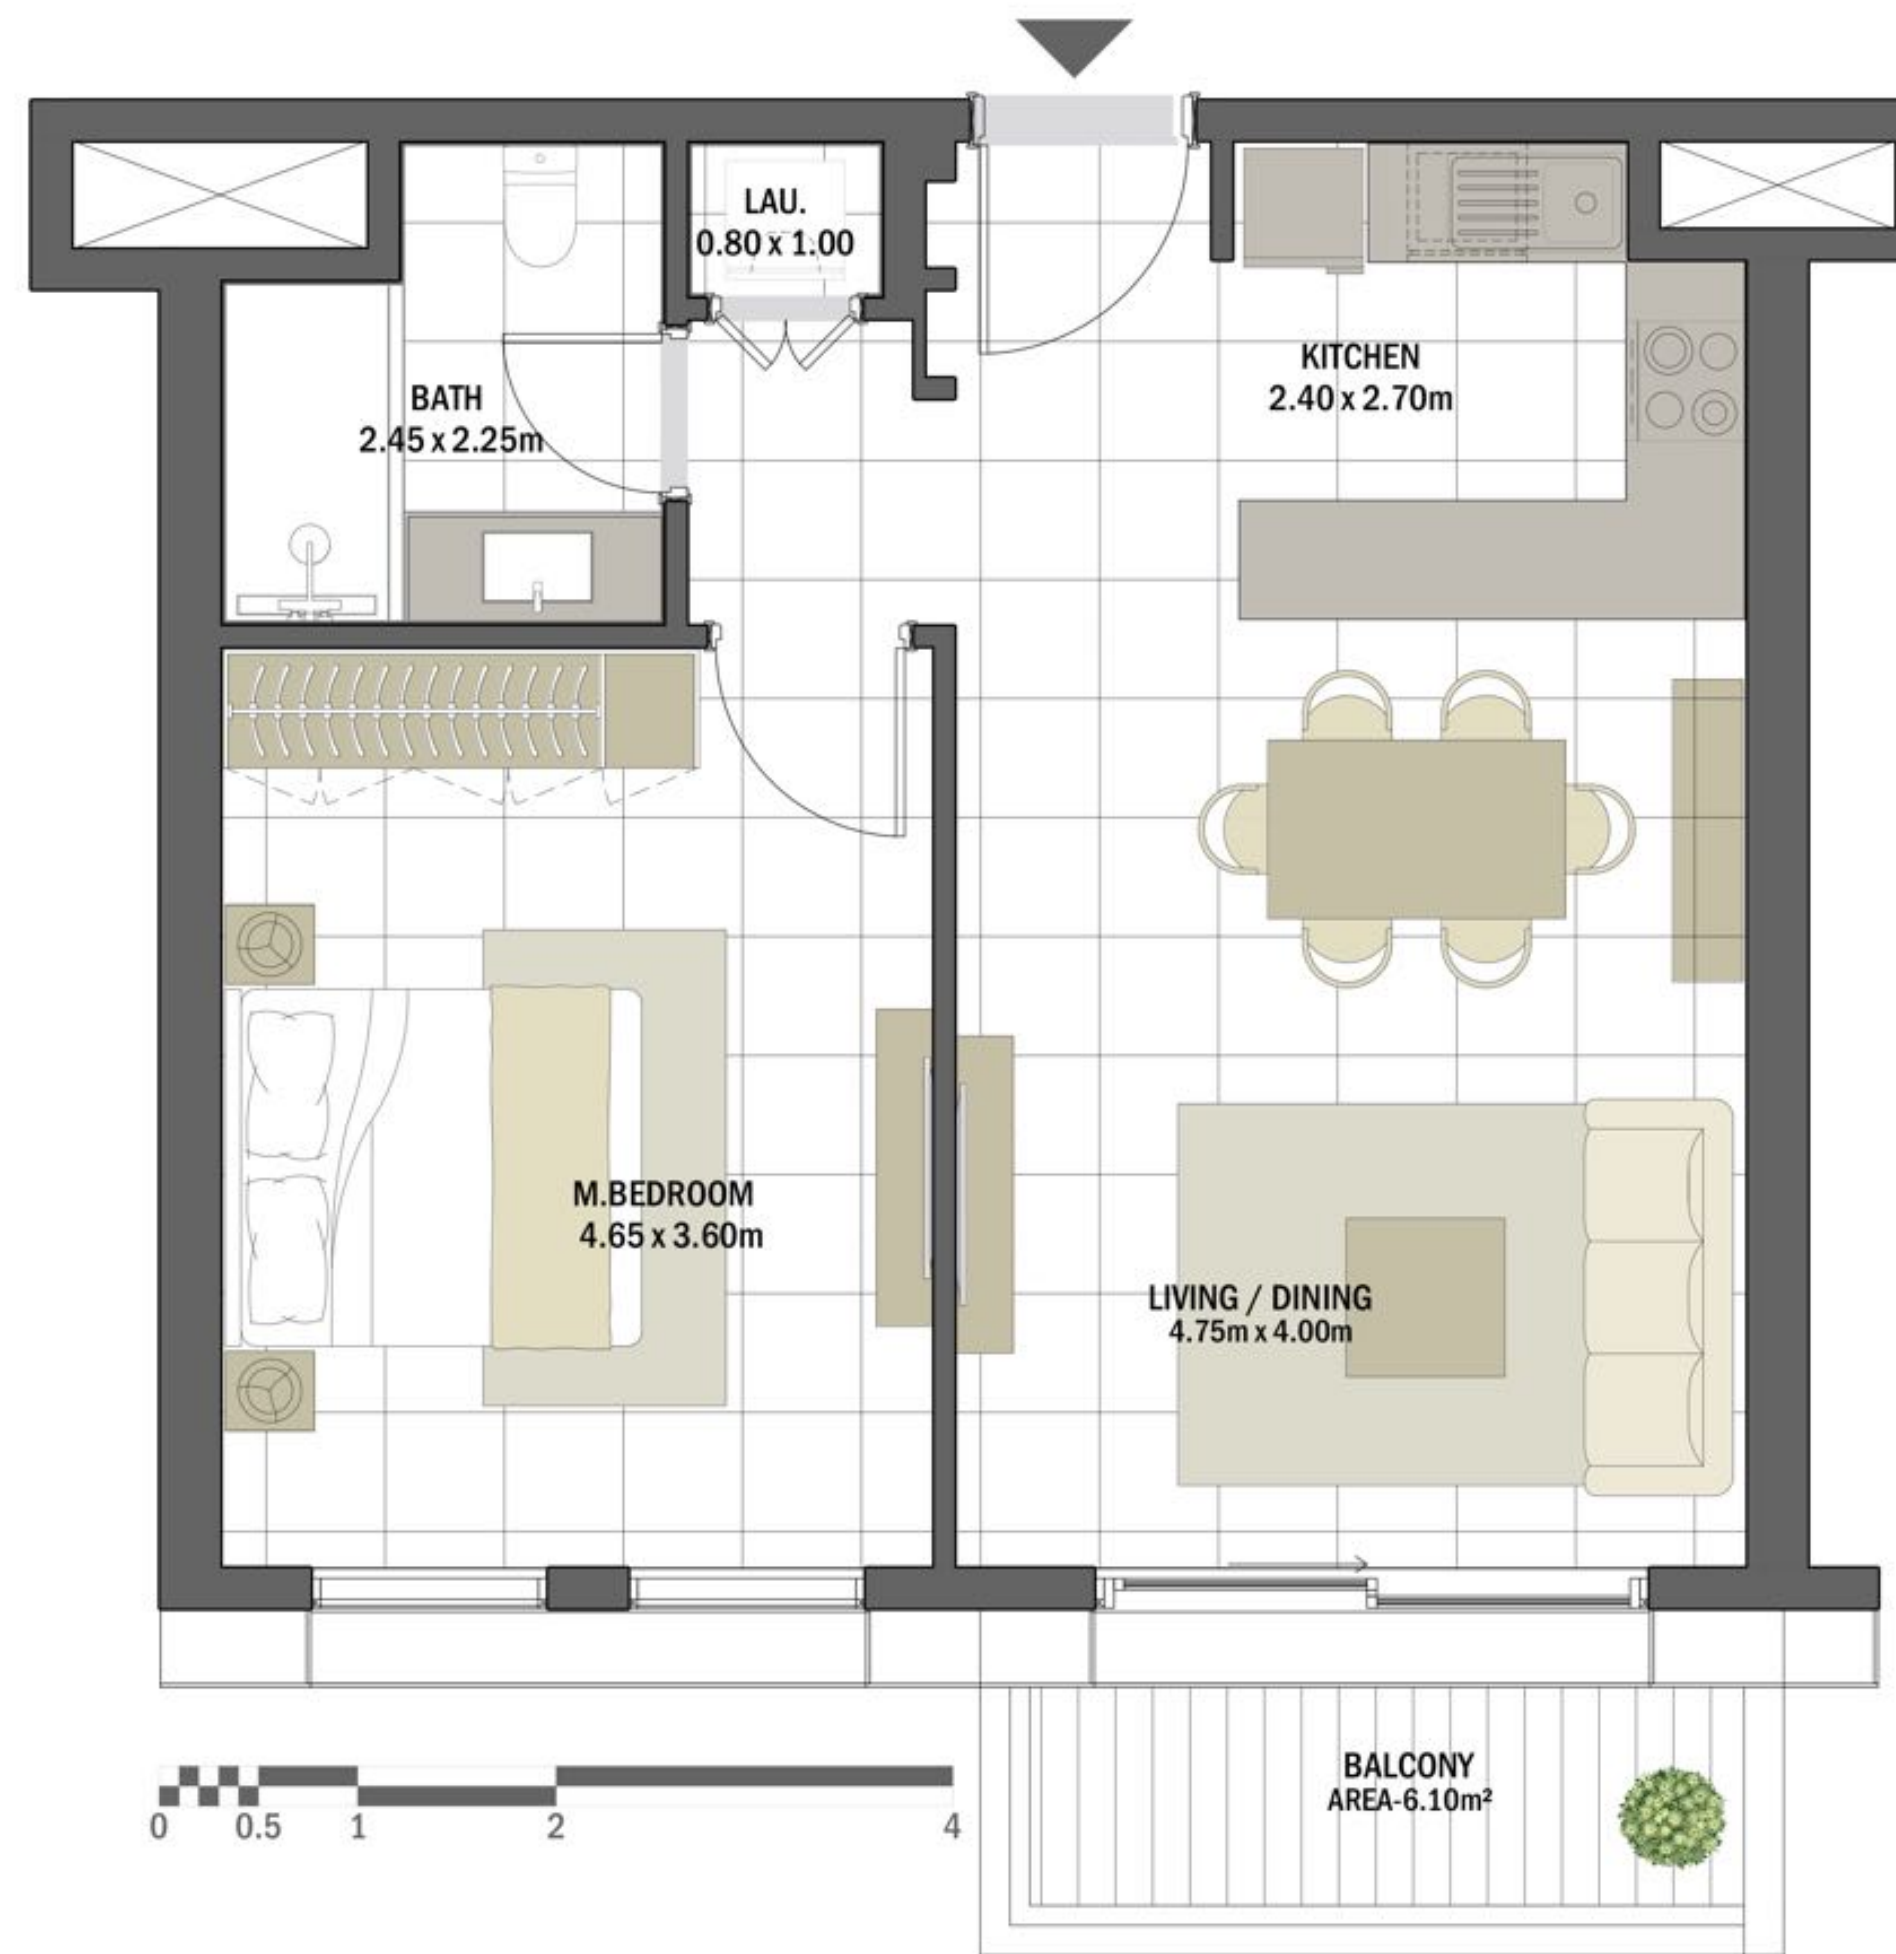 LAU.
0.80 x 1.00
KITCHEN
2.40 x 2.70m
BATH
2.45 x 2.25m
M.BEDROOM
4.65 x 3.60m
LIVING / DINING
4.75m x 4.00m
BALCONY
AREA-6.10m²
0 0.5 1 2 4